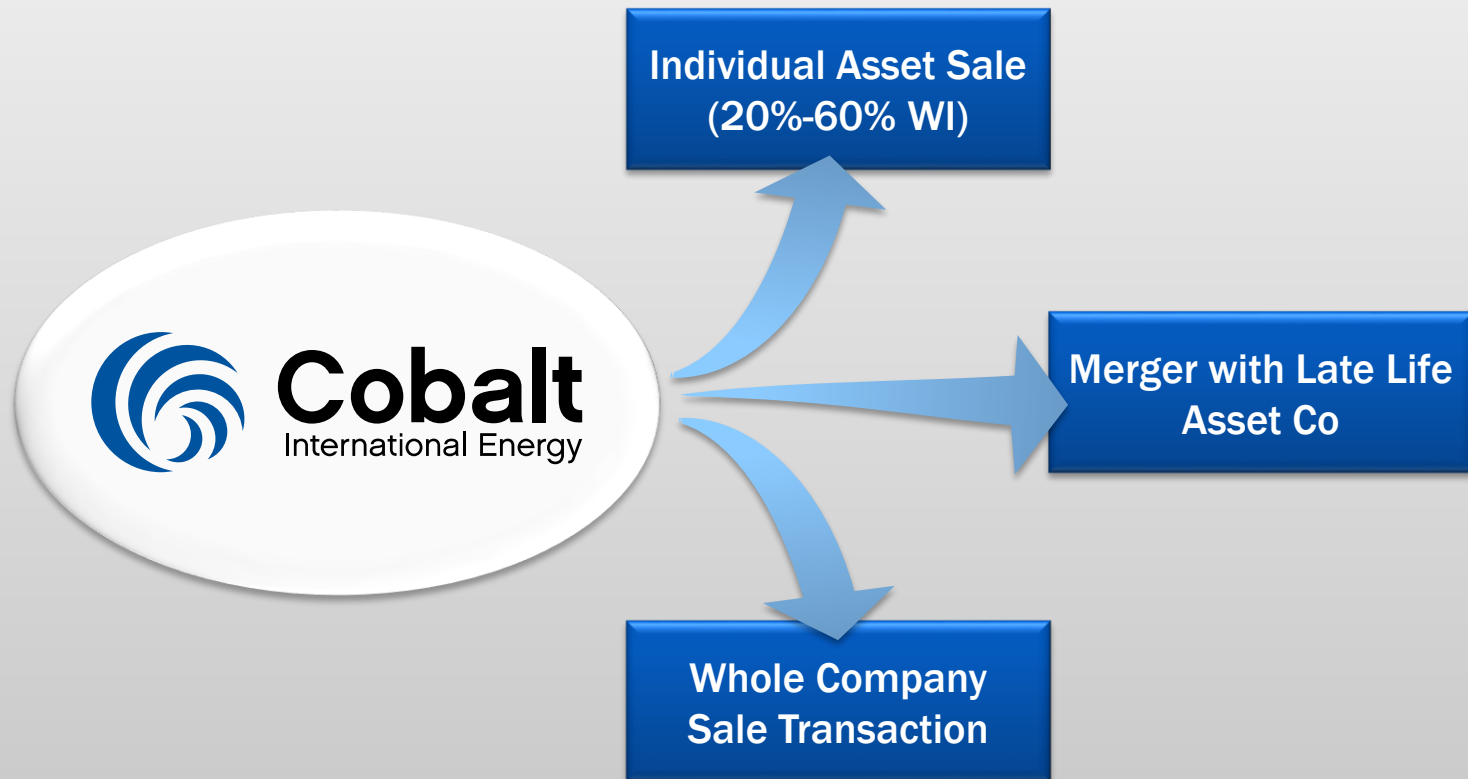 Individual Asset Sale
(20%-60% WI)
Cobalt
International Energy
Merger with Late Life
Asset Co
Whole Company
Sale Transaction